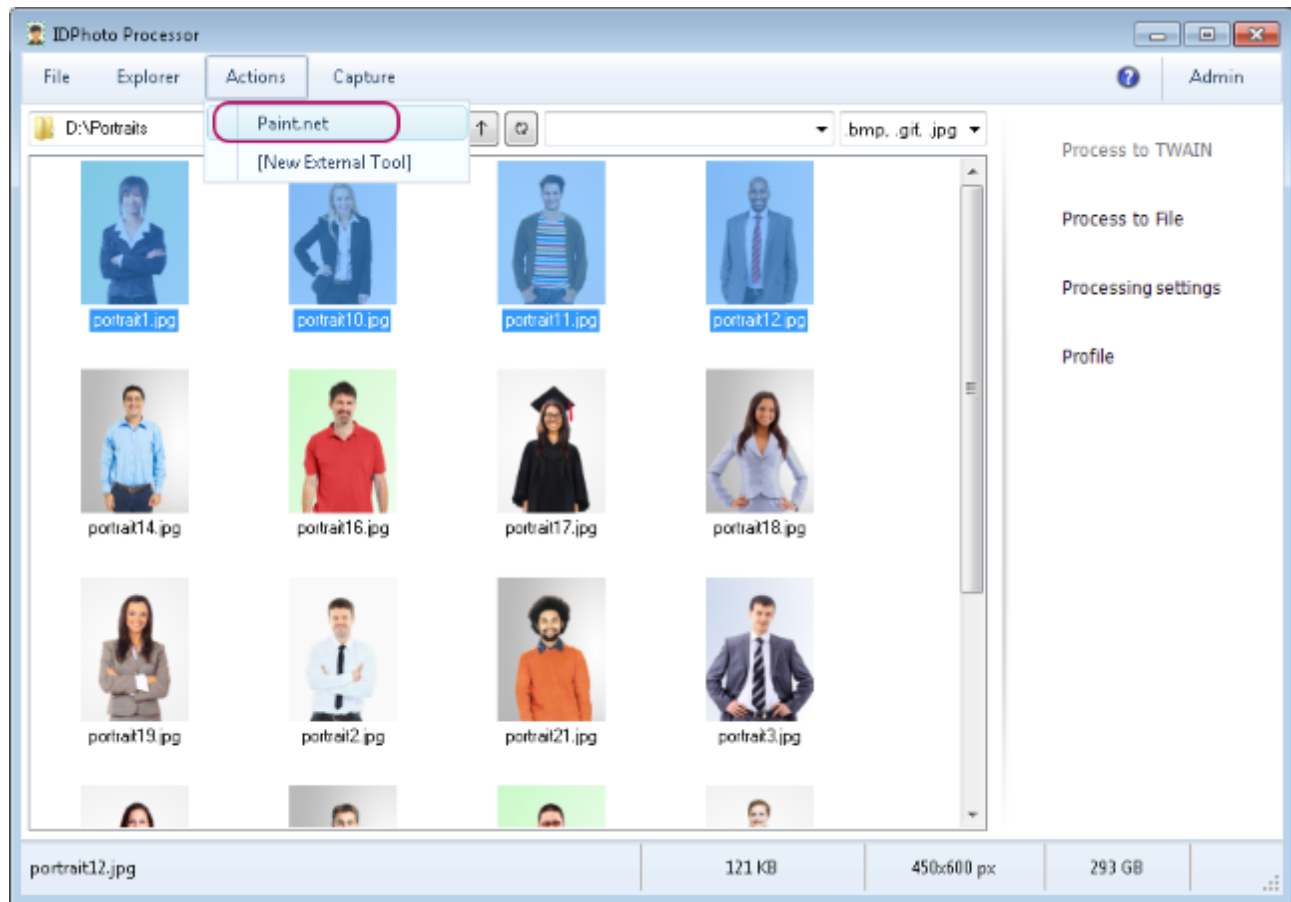 IDPhoto Processor
File Explorer Actions Capture Admin
D:\Portraits .bmp, .gif, .jpg
Paint.net
[New External Tool]
Process to TWAIN
Process to File
Processing settings
Profile
portrait1.jpg portrait10.jpg portrait11.jpg portrait12.jpg
portrait14.jpg portrait16.jpg portrait17.jpg portrait18.jpg
portrait19.jpg portrait2.jpg portrait21.jpg portrait3.jpg
portrait12.jpg 121 KB 450x600 px 293 GB